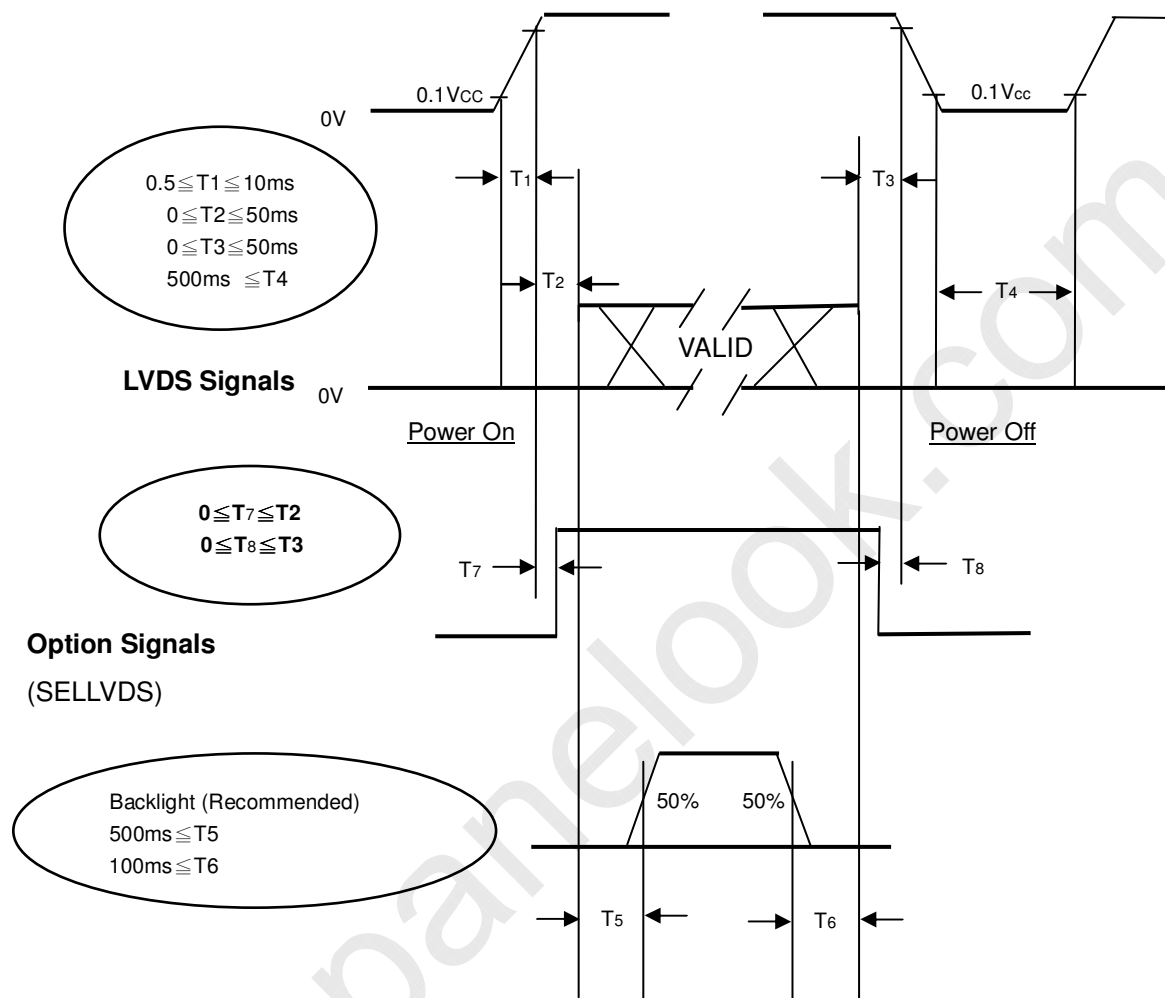 0.1Vcc
0.1Vcc
0V
0.5≦T1≦10ms
0≦T2≦50ms
0≦T3≦50ms
500ms ≦T4
T1
T3
T2
T4
VALID
LVDS Signals
0V
Power On
Power Off
0≦T7≦T2
0≦T8≦T3
T7
T8
Option Signals
(SELLVDS)
Backlight (Recommended)
500ms≦T5
100ms≦T6
50%
50%
T5
T6
panelook.com